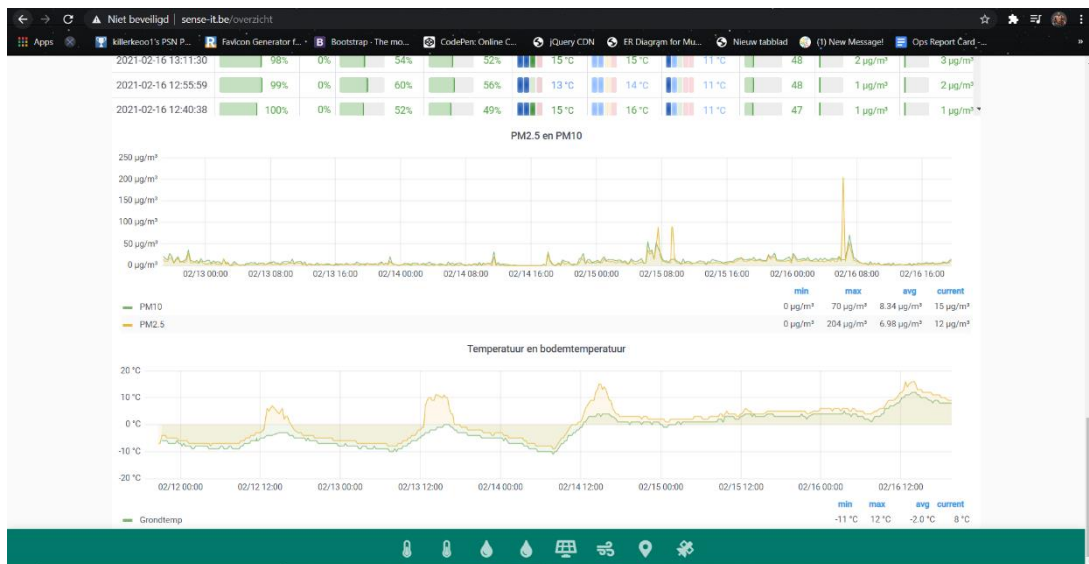 Niet beveiligd | sense-it.be/overzicht
Apps killerkeoo1's PSN P... Favicon Generator f... Bootstrap · The mo... CodePen: Online C... jQuery CDN ER Diagram for Mu... Nieuw tabblad (1) New Message! Ops Report Card -... »
2021-02-16 13:11:30 98% 0% 54% 52% 15 °C 15 °C 11 °C 48 2 µg/m³ 3 µg/m³
2021-02-16 12:55:59 99% 0% 60% 56% 13 °C 14 °C 11 °C 48 1 µg/m³ 2 µg/m³
2021-02-16 12:40:38 100% 0% 52% 49% 15 °C 16 °C 11 °C 47 1 µg/m³ 1 µg/m³
PM2.5 en PM10
250 µg/m³
200 µg/m³
150 µg/m³
100 µg/m³
50 µg/m³
0 µg/m³
02/13 00:00 02/13 08:00 02/13 16:00 02/14 00:00 02/14 08:00 02/14 16:00 02/15 00:00 02/15 08:00 02/15 16:00 02/16 00:00 02/16 08:00 02/16 16:00
min max avg current
PM10 0 µg/m³ 70 µg/m³ 8.34 µg/m³ 15 µg/m³
PM2.5 0 µg/m³ 204 µg/m³ 6.98 µg/m³ 12 µg/m³
Temperatuur en bodemtemperatuur
20 °C
10 °C
0 °C
-10 °C
-20 °C
02/12 00:00 02/12 12:00 02/13 00:00 02/13 12:00 02/14 00:00 02/14 12:00 02/15 00:00 02/15 12:00 02/16 00:00 02/16 12:00
min max avg current
Grondtemp -11 °C 12 °C -2.0 °C 8 °C